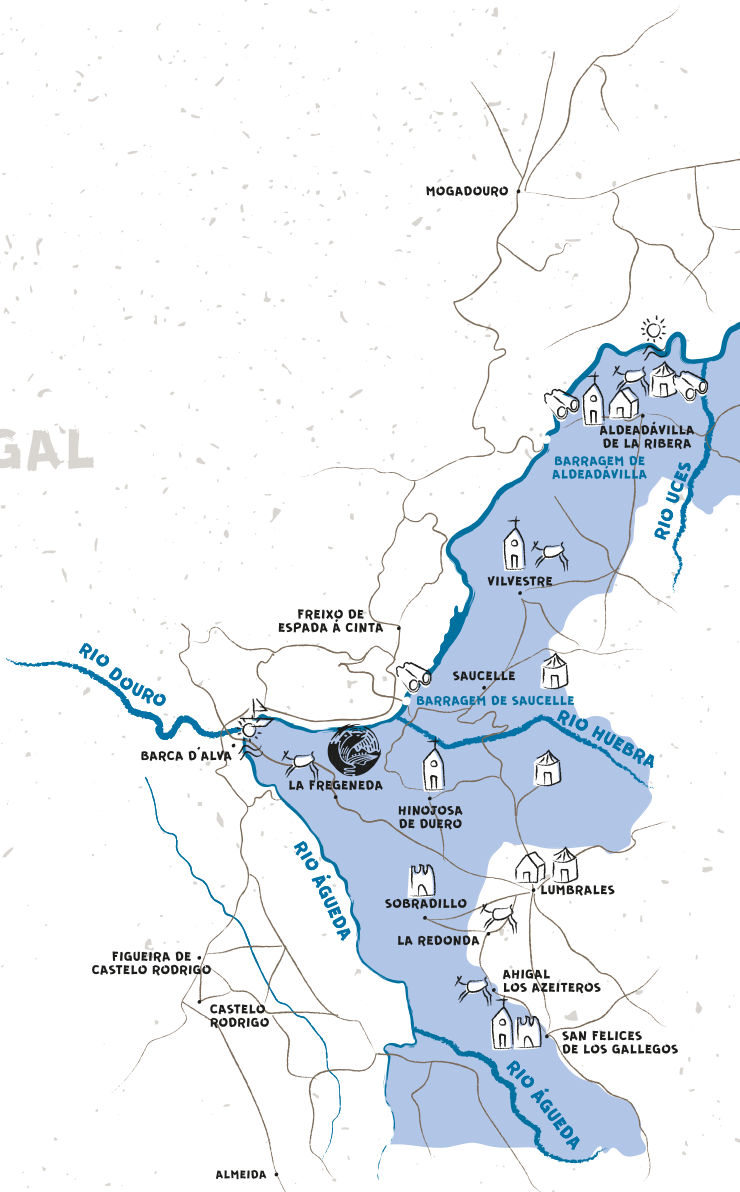 MOGADOURO
ALDEADÁVILLA
DE LA RIBERA
BARRAGEM DE
ALDEADÁVILLA
GAL
RIO UCES
VILVESTRE
FREIXO DE
ESPADA Á CINTA
RIO DOURO
SAUCELLE
BARRAGEM DE SAUCELLE
RIO HUEBRA
BARCA D'ALVA
LA FREGENEDA
HINOJOSA
DE DUERO
RIO ÁGUEDA
LUMBRALES
SOBRADILLO
LA REDONDA
FIGUEIRA DE
CASTELO RODRIGO
AHIGAL
LOS AZEITEROS
CASTELO
RODRIGO
SAN FELICES
DE LOS GALLEGOS
RIO ÁGUEDA
ALMEIDA